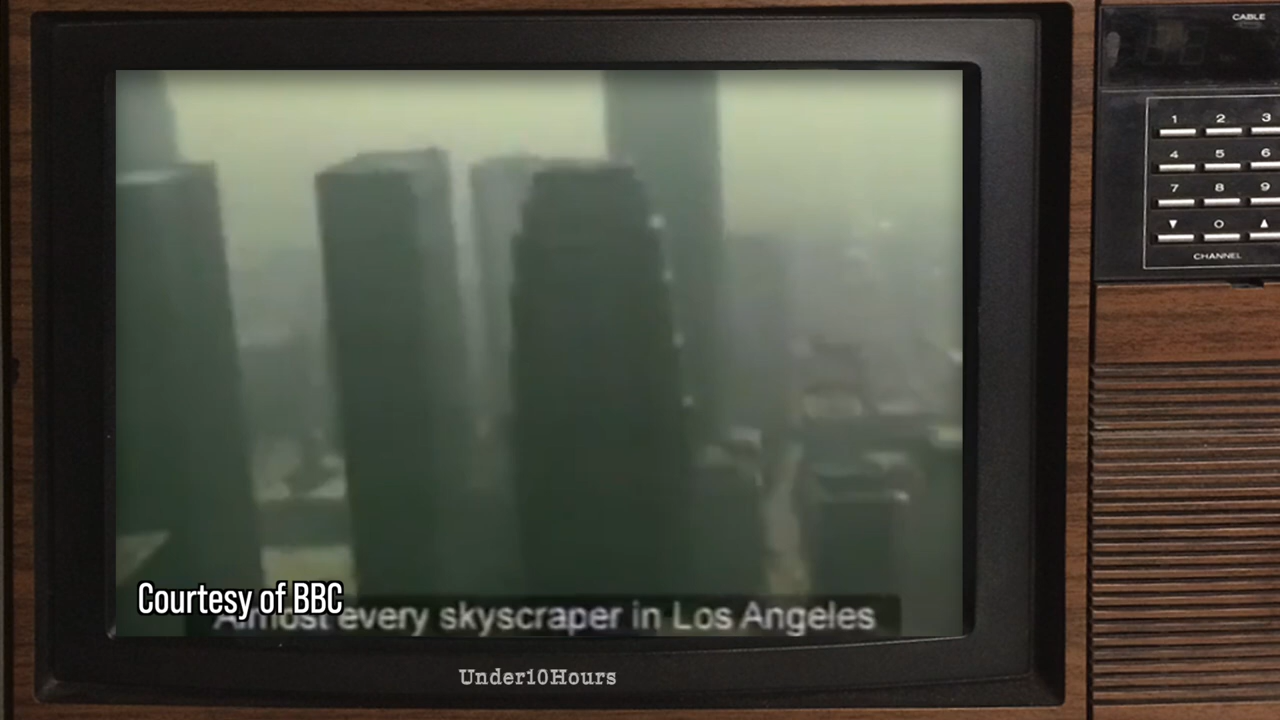 CABLE
1 2 3
4 5 6
7 8 9
▼ 0 ▲
CHANNEL
Courtesy of BBC
Almost every skyscraper in Los Angeles
Under10Hours